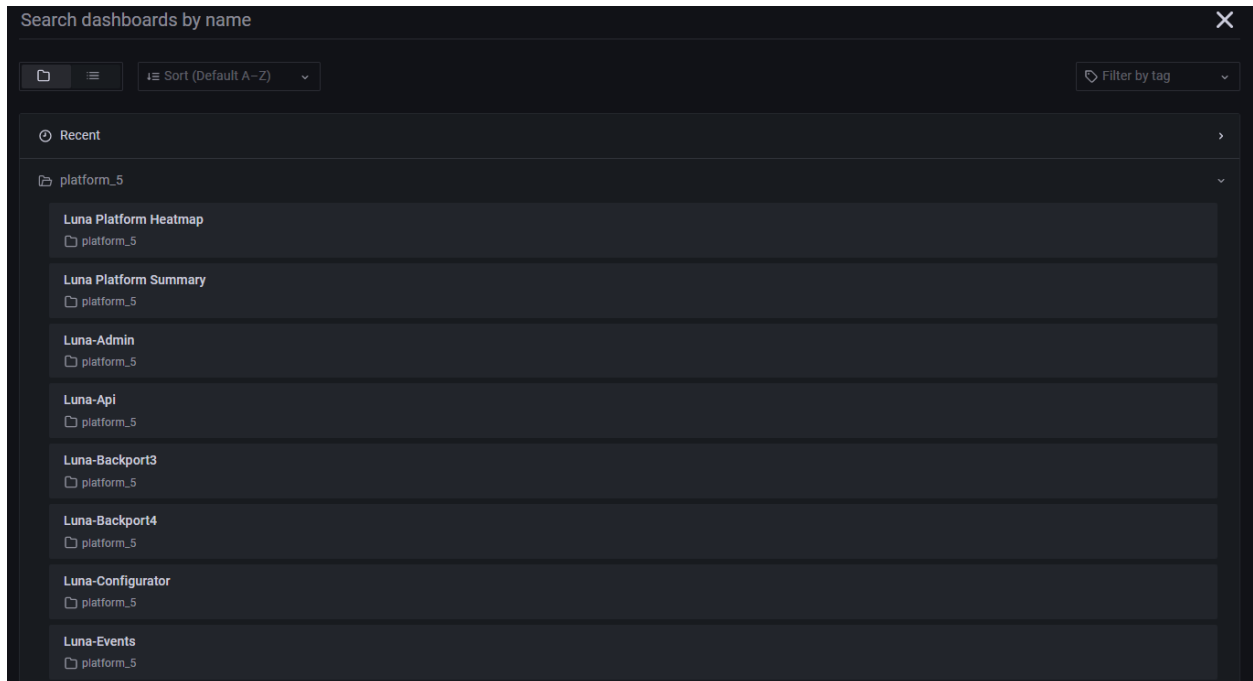 Search dashboards by name
Sort (Default A–Z)
Filter by tag
Recent
platform_5
Luna Platform Heatmap
platform_5
Luna Platform Summary
platform_5
Luna-Admin
platform_5
Luna-Api
platform_5
Luna-Backport3
platform_5
Luna-Backport4
platform_5
Luna-Configurator
platform_5
Luna-Events
platform_5